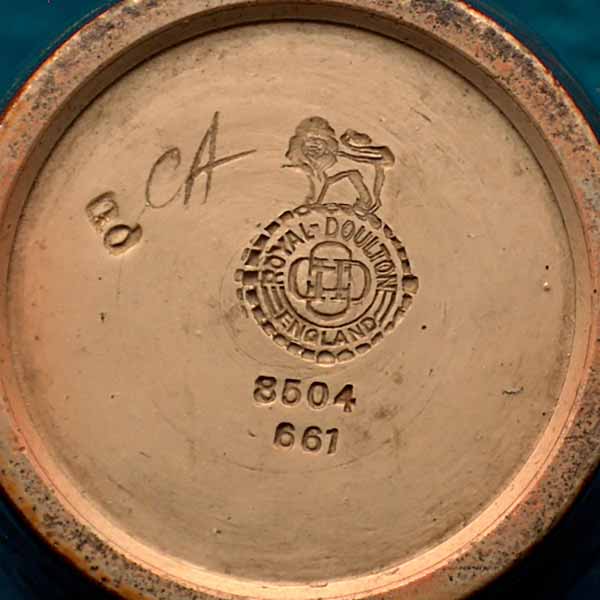 CA
ROYAL-DOULTON
ENGLAND
8504
661